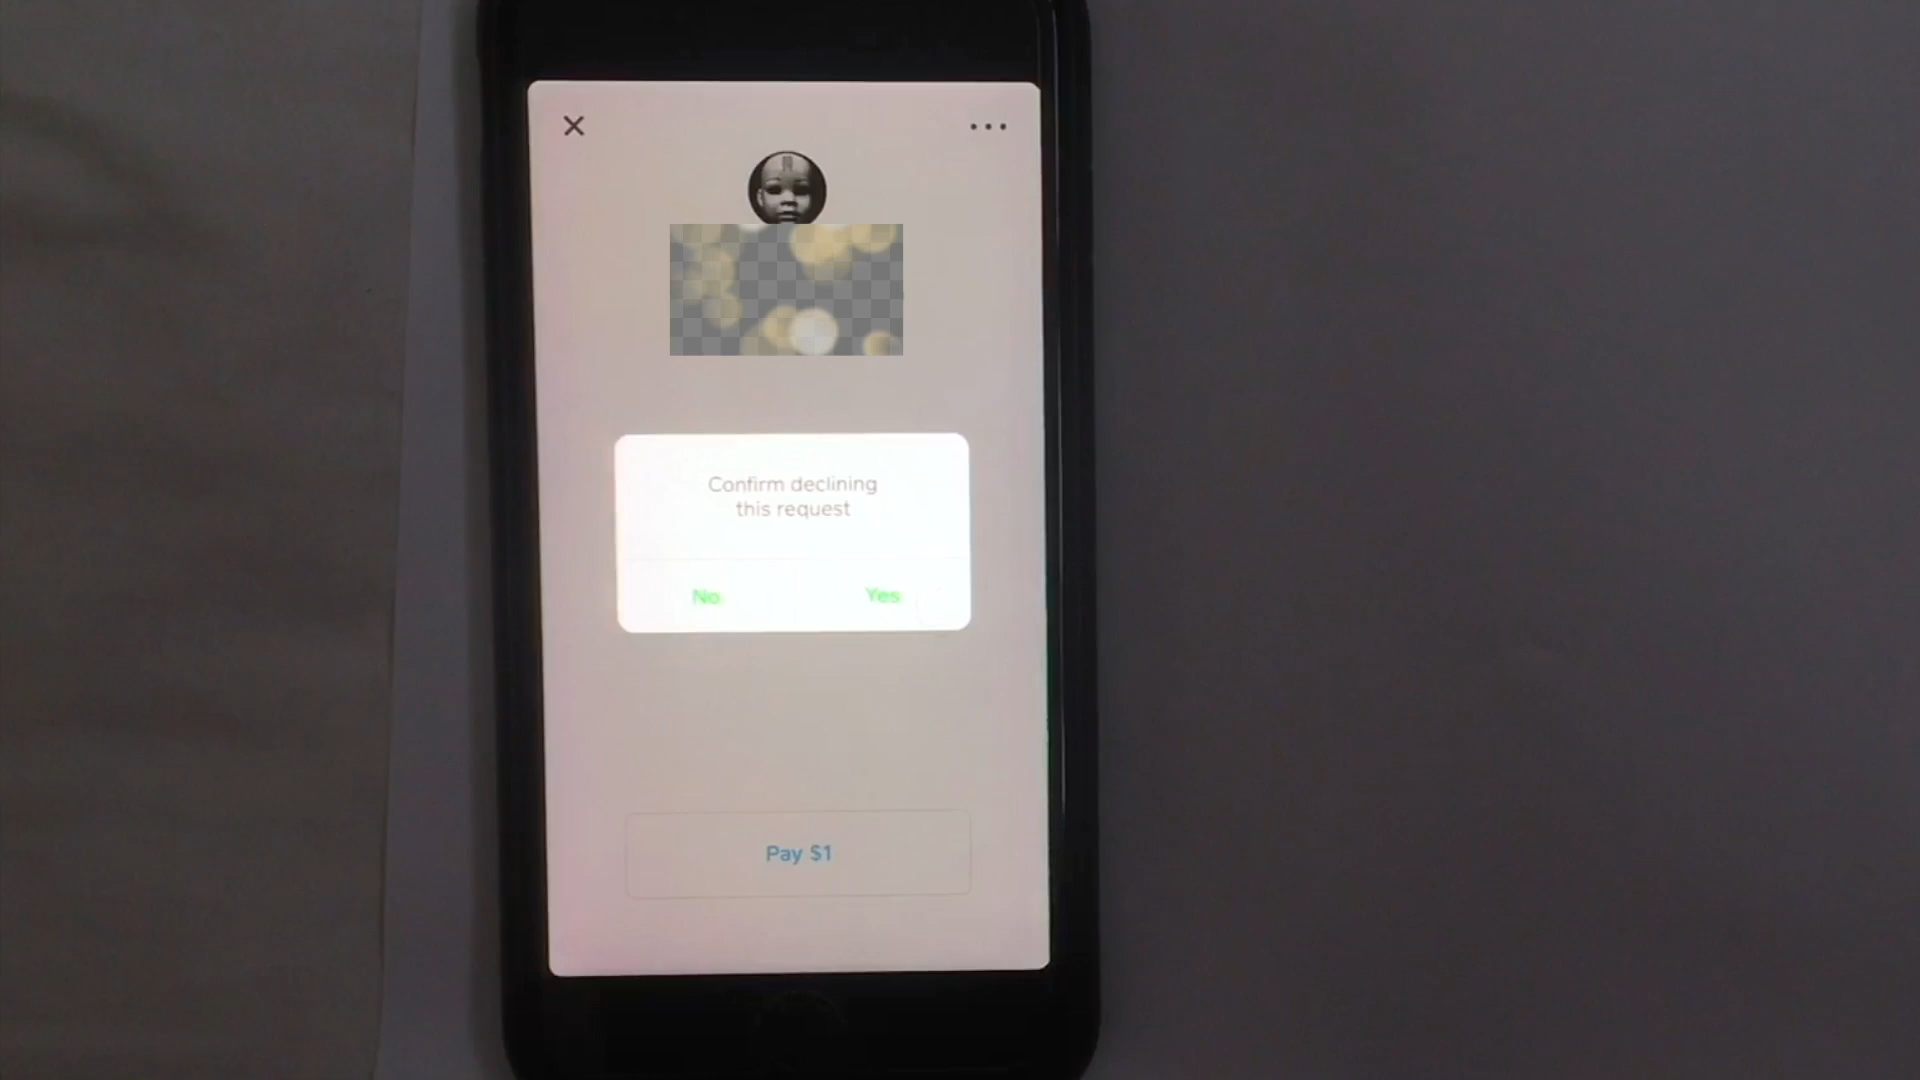 Confirm declining
this request
No
Yes
Pay $1